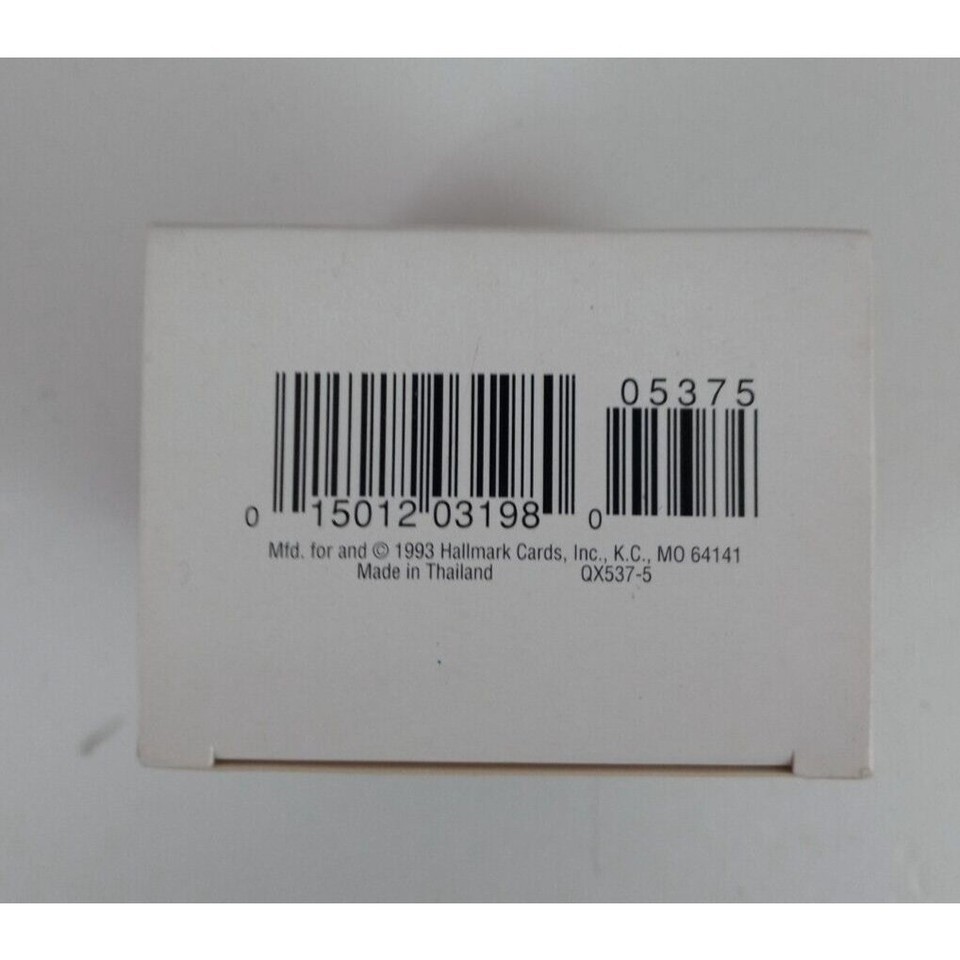 05375
0 15012 03198 0
Mfd. for and © 1993 Hallmark Cards, Inc., K.C., MO 64141
Made in Thailand QX537-5